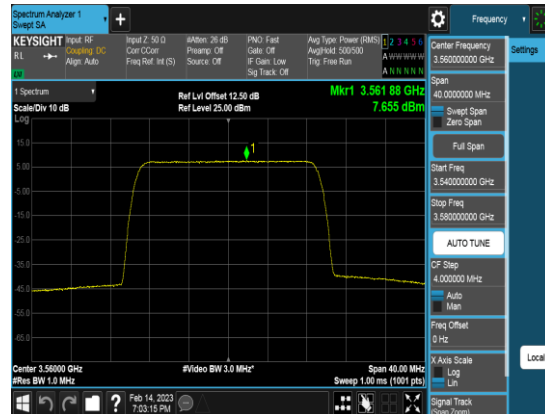 Spectrum Analyzer 1
Swept SA
Frequency
KEYSIGHT
Input: RF
Coupling: DC
Align: Auto
Input Z: 50 Ω
Corr CCorr
Freq Ref: Int (S)
#Atten: 26 dB
Preamp: Off
Source: Off
PNO: Fast
Gate: Off
IF Gain: Low
Sig Track: Off
Avg Type: Power (RMS)
Avg|Hold: 500/500
Trig: Free Run
1 2 3 4 5 6
A W W W W W
A N N N N N
RL
1 Spectrum
Scale/Div 10 dB
Log
Ref Lvl Offset 12.50 dB
Ref Level 25.00 dBm
Mkr1 3.561 88 GHz
7.655 dBm
1
15.0
5.00
-5.00
-15.0
-25.0
-35.0
-45.0
-55.0
-65.0
Center 3.56000 GHz
#Res BW 1.0 MHz
#Video BW 3.0 MHz*
Span 40.00 MHz
Sweep 1.00 ms (1001 pts)
Feb 14, 2023
7:03:15 PM
Center Frequency
3.560000000 GHz
Span
40.0000000 MHz
Swept Span
Zero Span
Full Span
Start Freq
3.540000000 GHz
Stop Freq
3.580000000 GHz
AUTO TUNE
CF Step
4.000000 MHz
Auto
Man
Freq Offset
0 Hz
X Axis Scale
Log
Lin
Signal Track
(Span Zoom)
Settings
Local